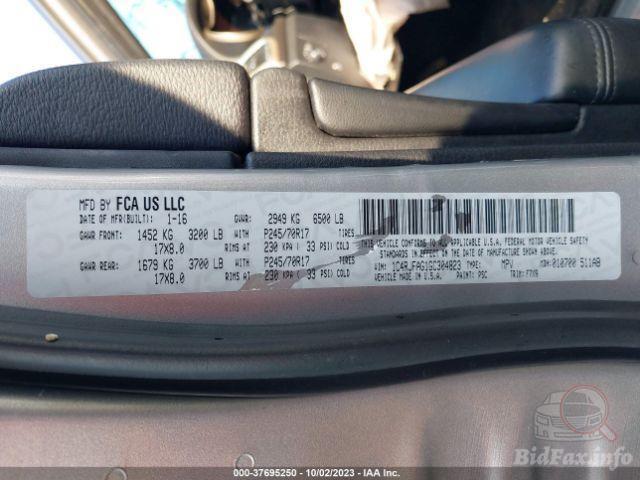 MFD BY FCA US LLC
DATE OF MFR(BUILT): 1-16 GVWR: 2949 KG 6500 LB
GAWR FRONT: 1452 KG 3200 LB WITH P245/70R17 TIRES
17X8.0 RIMS AT 230 KPA ( 33 PSI) COLD
GAWR REAR: 1679 KG 3700 LB WITH P245/70R17 TIRES
17X8.0 RIMS AT 230 KPA ( 33 PSI) COLD
THIS VEHICLE CONFORMS TO ALL APPLICABLE U.S.A. FEDERAL MOTOR VEHICLE SAFETY
STANDARDS IN EFFECT ON THE DATE OF MANUFACTURE SHOWN ABOVE.
VIN: 1C4RJFAG1GC304823 TYPE: MPV MDH: 010700 511AB
VEHICLE MADE IN U.S.A. PAINT: PSC TRIM:
BidFax.info
© - 37695250 - 10/02/2023 - IAA Inc.